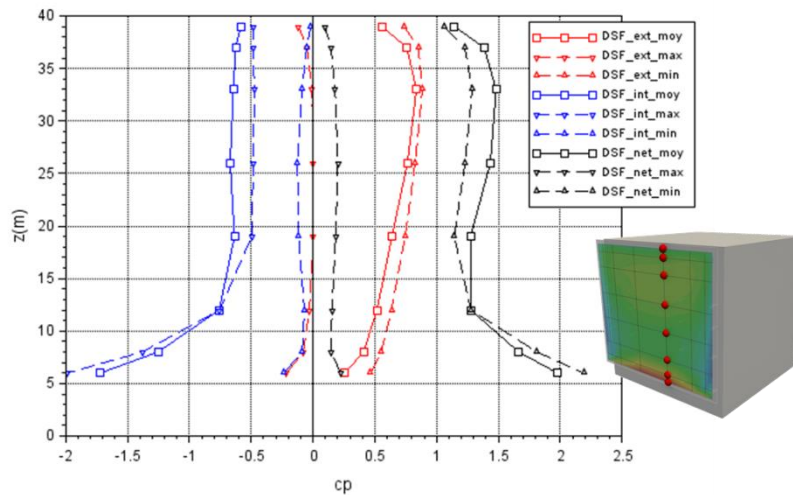 40
35
30
25
20
15
10
5
0
z(m)
-2
-1.5
-1
-0.5
0
0.5
1
1.5
2
2.5
cp
DSF_ext_moy
DSF_ext_max
DSF_ext_min
DSF_int_moy
DSF_int_max
DSF_int_min
DSF_net_moy
DSF_net_max
DSF_net_min